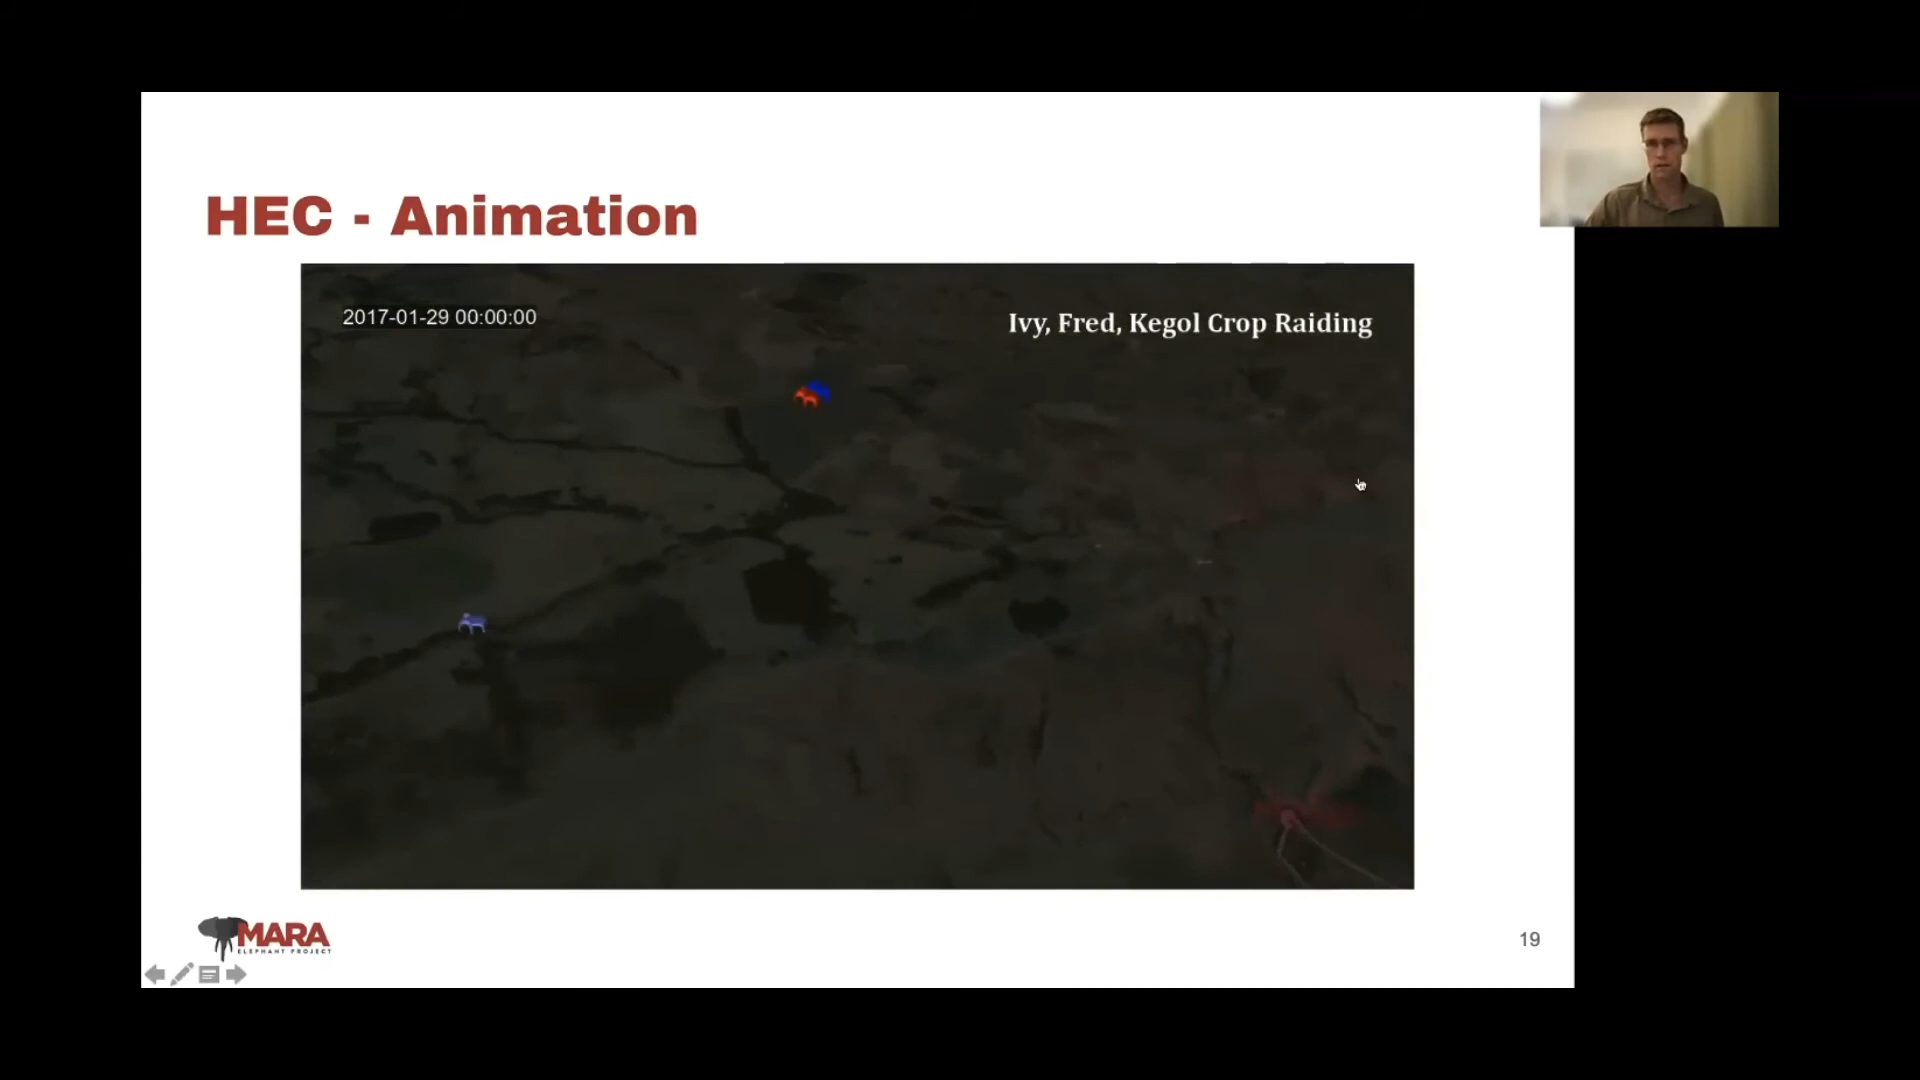 HEC - Animation
2017-01-29 00:00:00
Ivy, Fred, Kegol Crop Raiding
MARA
ELEPHANT PROJECT
19